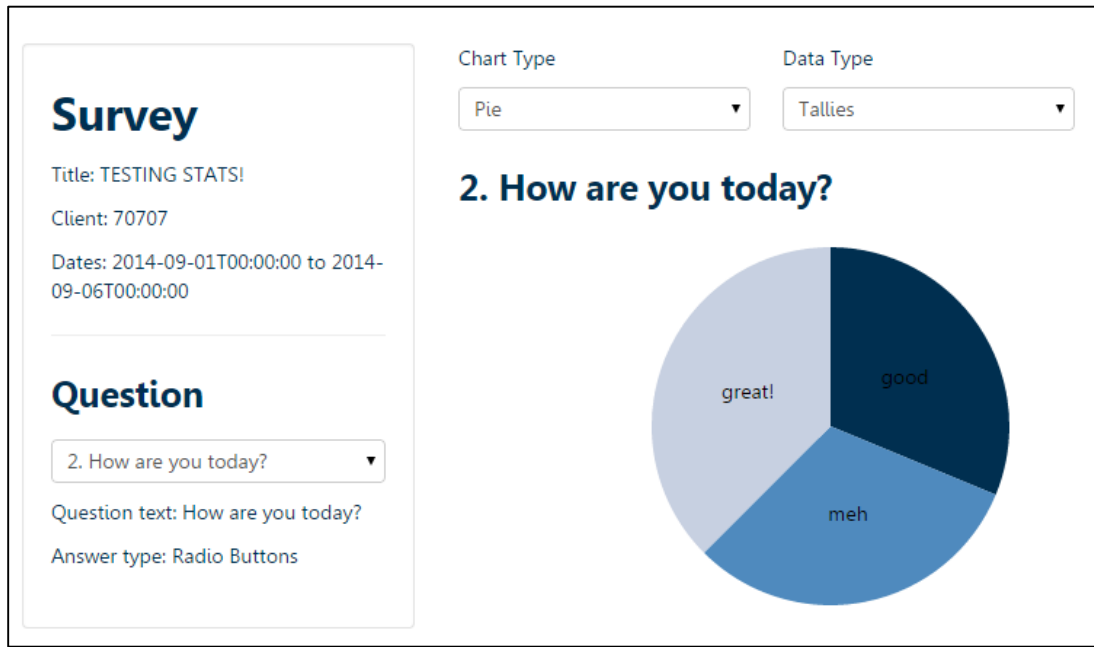 Survey
Title: TESTING STATS!
Client: 70707
Dates: 2014-09-01T00:00:00 to 2014-
09-06T00:00:00
Question
2. How are you today?
Question text: How are you today?
Answer type: Radio Buttons
Chart Type
Pie
Data Type
Tallies
2. How are you today?
great!
good
meh